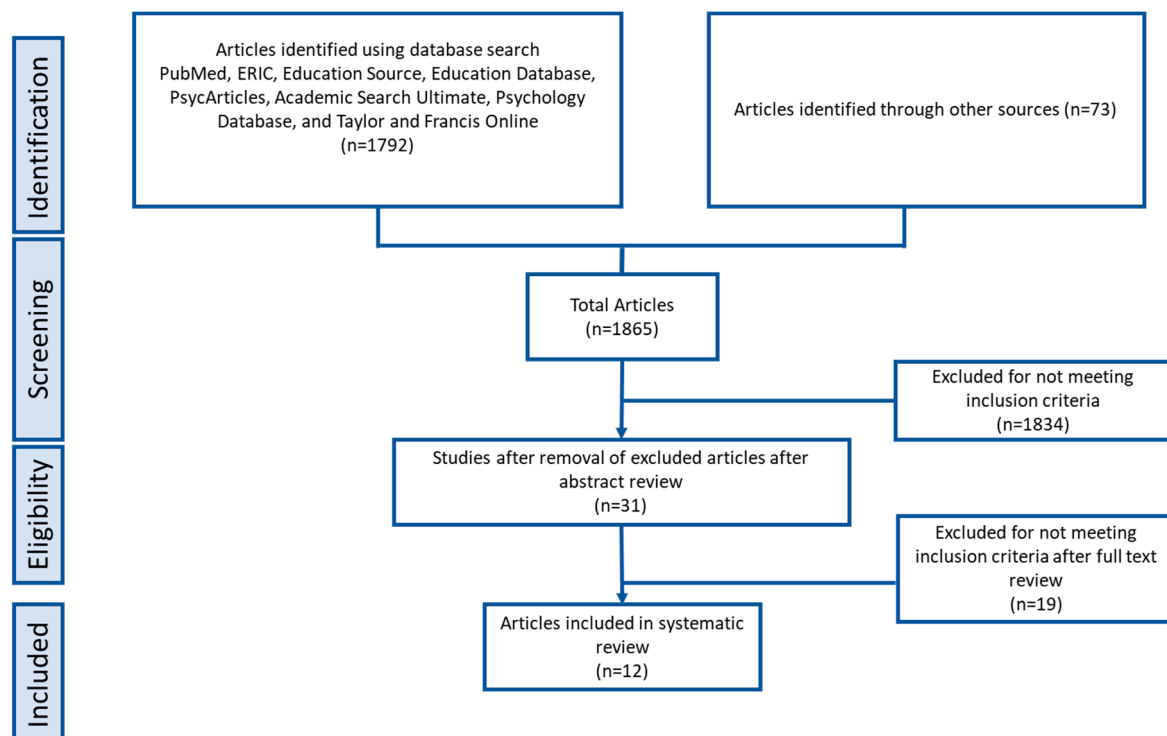 Identification
Articles identified using database search
PubMed, ERIC, Education Source, Education Database,
PsycArticles, Academic Search Ultimate, Psychology
Database, and Taylor and Francis Online
(n=1792)
Articles identified through other sources (n=73)
Screening
Total Articles
(n=1865)
Excluded for not meeting
inclusion criteria
(n=1834)
Eligibility
Studies after removal of excluded articles after
abstract review
(n=31)
Excluded for not meeting
inclusion criteria after full text
review
(n=19)
Included
Articles included in systematic
review
(n=12)